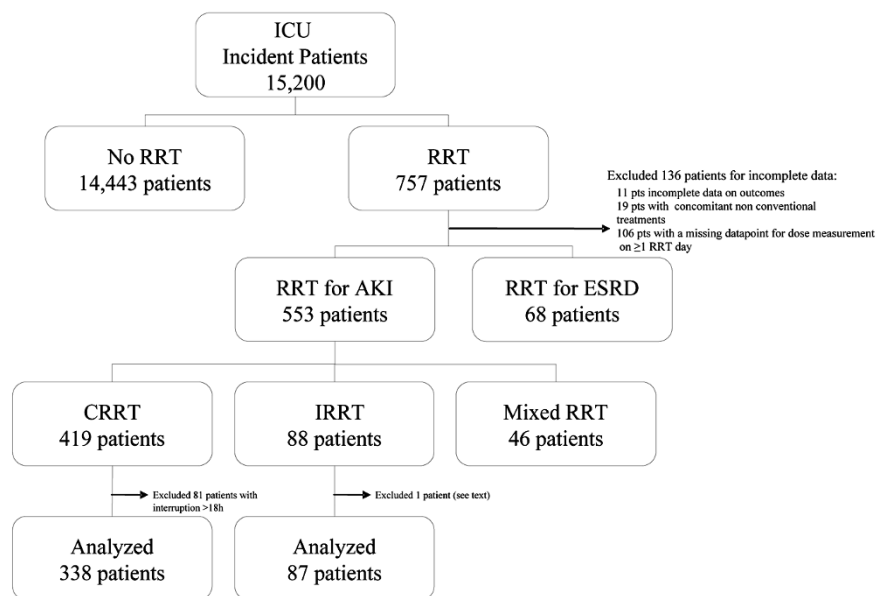 ICU
Incident Patients
15,200
No RRT
14,443 patients
RRT
757 patients
Excluded 136 patients for incomplete data:
11 pts incomplete data on outcomes
19 pts with concomitant non conventional
treatments
106 pts with a missing datapoint for dose measurement
on ≥1 RRT day
RRT for AKI
553 patients
RRT for ESRD
68 patients
CRRT
419 patients
IRRT
88 patients
Mixed RRT
46 patients
Excluded 81 patients with
interruption >18h
Excluded 1 patient (see text)
Analyzed
338 patients
Analyzed
87 patients